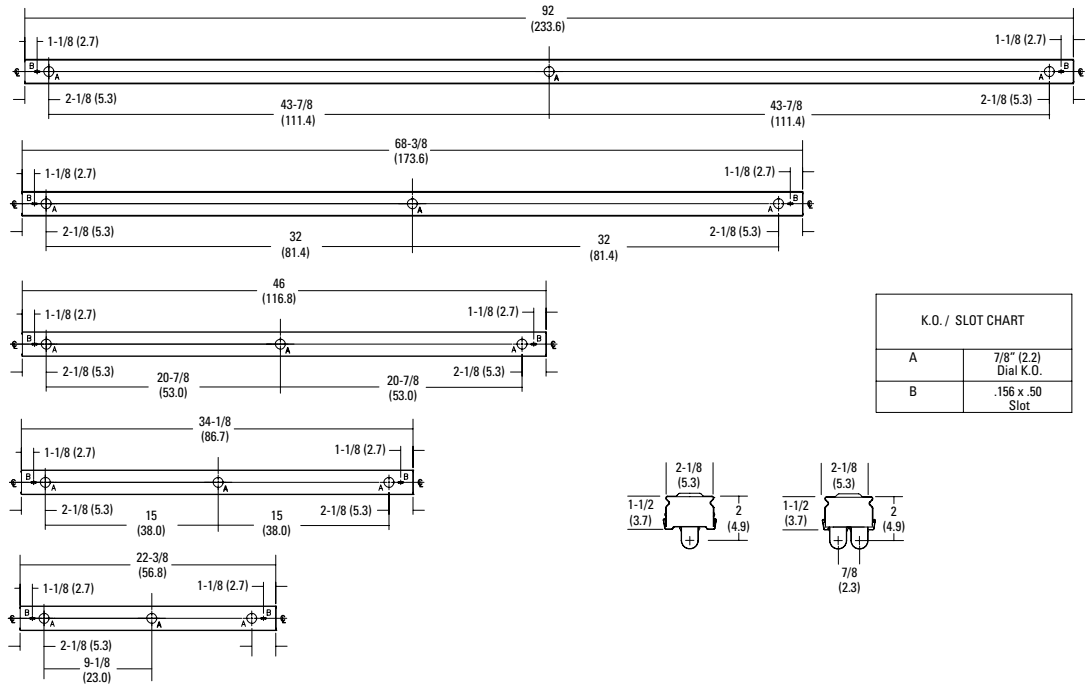 92
(233.6)
1-1/8 (2.7)
1-1/8 (2.7)
B
B
A
A
A
2-1/8 (5.3)
2-1/8 (5.3)
43-7/8
(111.4)
43-7/8
(111.4)
68-3/8
(173.6)
1-1/8 (2.7)
1-1/8 (2.7)
B
B
A
A
A
2-1/8 (5.3)
2-1/8 (5.3)
32
(81.4)
32
(81.4)
46
(116.8)
1-1/8 (2.7)
1-1/8 (2.7)
B
B
A
A
A
2-1/8 (5.3)
2-1/8 (5.3)
20-7/8
(53.0)
20-7/8
(53.0)
K.O. / SLOT CHART
A 7/8" (2.2)
Dial K.O.
B .156 x .50
Slot
34-1/8
(86.7)
1-1/8 (2.7)
1-1/8 (2.7)
B
B
A
A
A
2-1/8 (5.3)
2-1/8 (5.3)
15
(38.0)
15
(38.0)
2-1/8
(5.3)
1-1/2
(3.7)
2
(4.9)
2-1/8
(5.3)
1-1/2
(3.7)
2
(4.9)
7/8
(2.3)
22-3/8
(56.8)
1-1/8 (2.7)
1-1/8 (2.7)
B
B
A
A
A
2-1/8 (5.3)
9-1/8
(23.0)